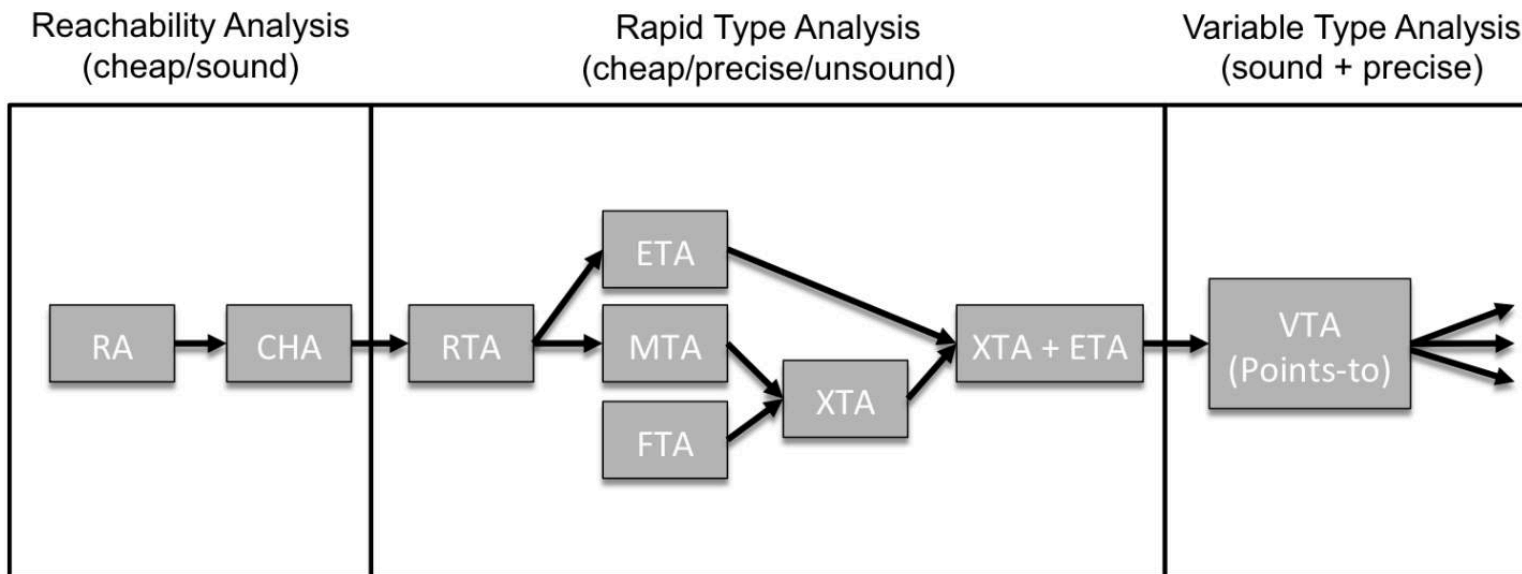 Reachability Analysis
(cheap/sound)
Rapid Type Analysis
(cheap/precise/unsound)
Variable Type Analysis
(sound + precise)
RA
CHA
RTA
ETA
MTA
FTA
XTA
XTA + ETA
VTA
(Points-to)